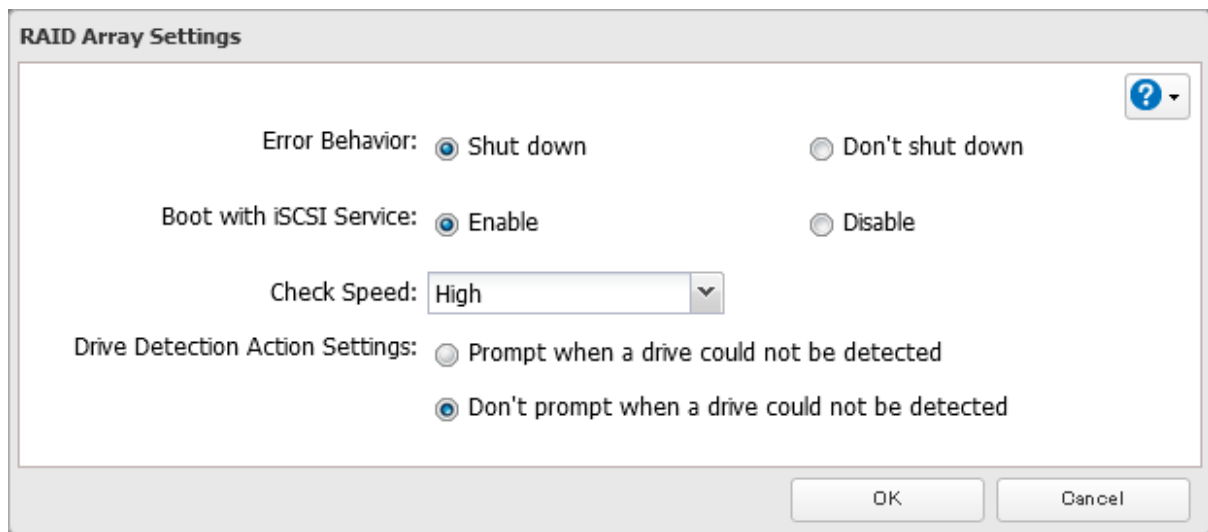 RAID Array Settings
?
Error Behavior: Shut down Don't shut down
Boot with iSCSI Service: Enable Disable
Check Speed: High
Drive Detection Action Settings: Prompt when a drive could not be detected
Don't prompt when a drive could not be detected
OK Cancel